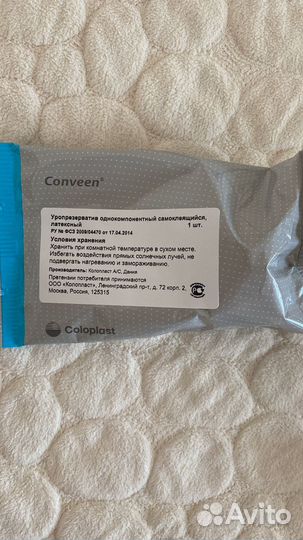 Conveen®
Уропрезерватив однокомпонентный самоклеящийся,
латексный
1 шт.
РУ № ФСЗ 2009/04470 от 17.04.2014
Условия хранения
Хранить при комнатной температуре в сухом месте.
Избегать воздействия прямых солнечных лучей, не
подвергать нагреванию и замораживанию.
Производитель: Колопласт А/С, Дания
Претензии потребителя принимаются
ООО «Колопласт», Ленинградский пр-т, д. 72 корп. 2,
Москва, Россия, 125315
Coloplast
Avito